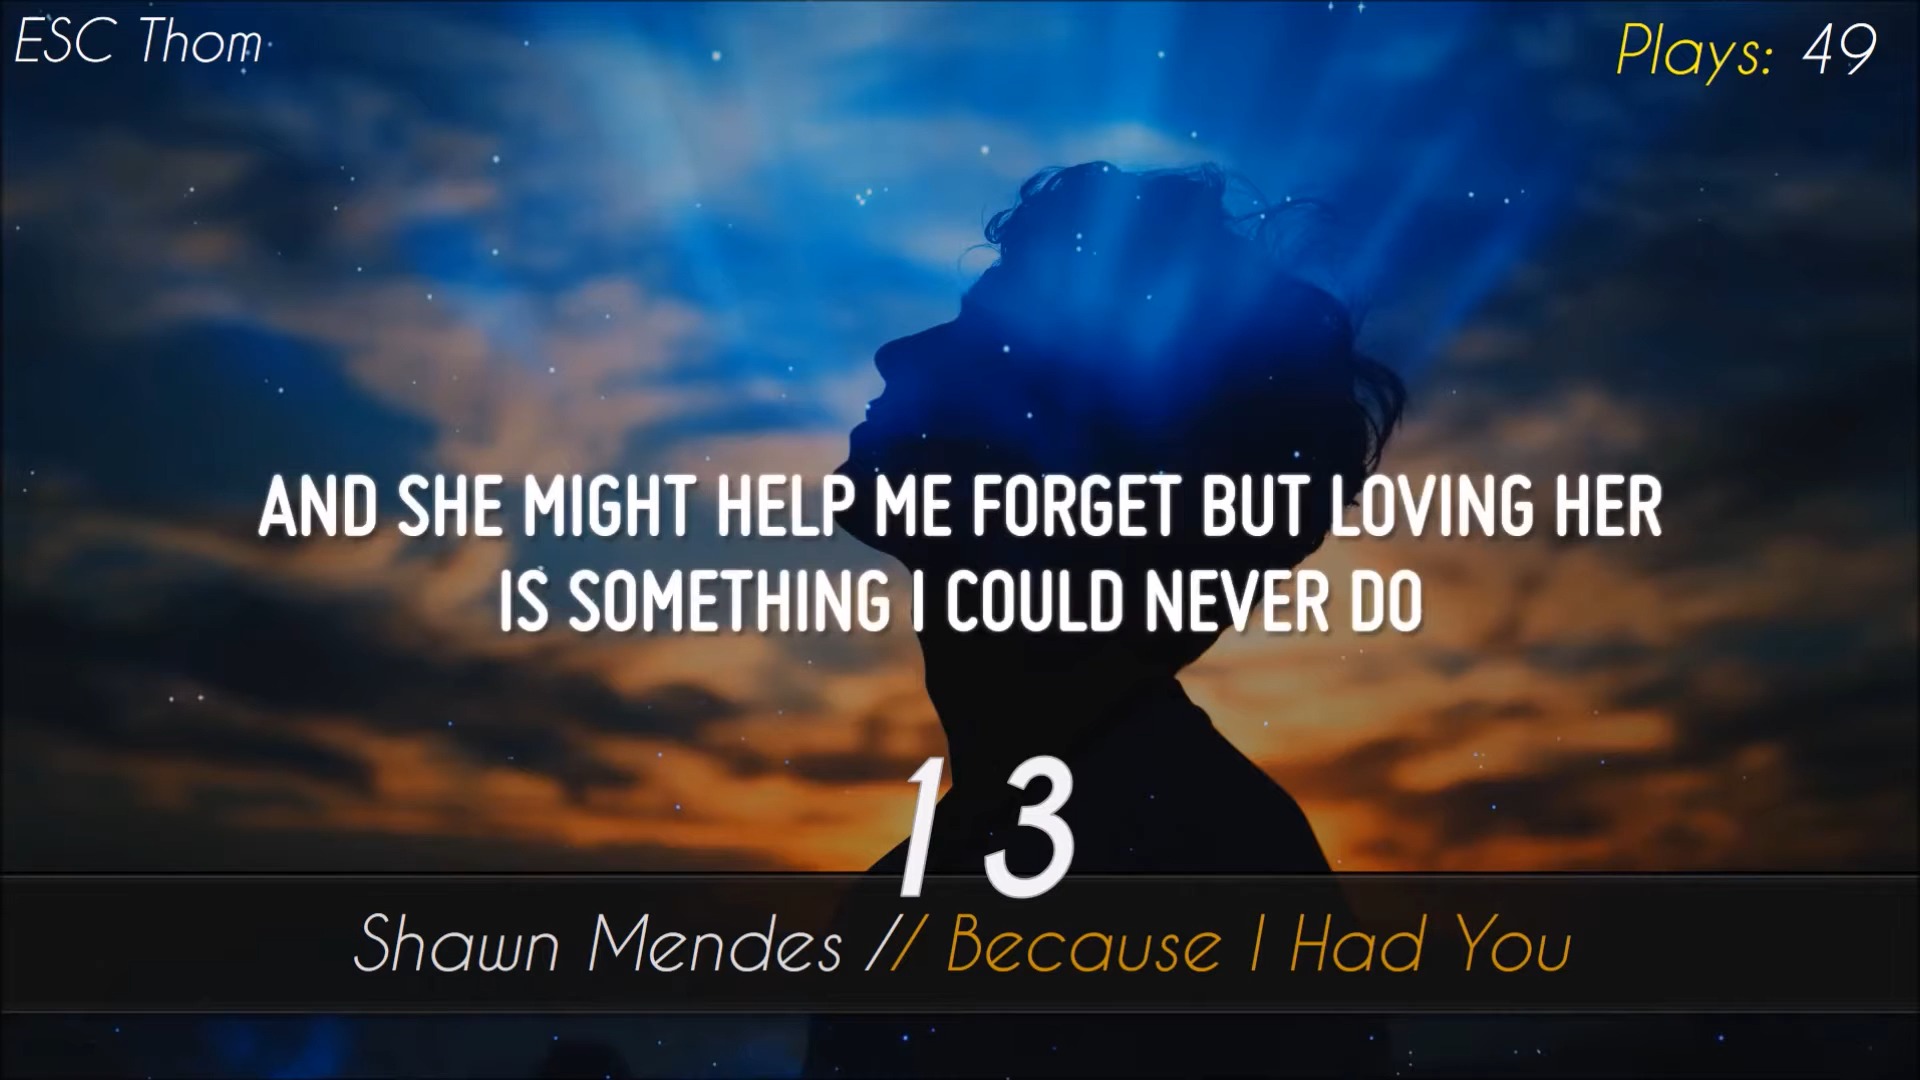 ESC Thom
Plays: 49
AND SHE MIGHT HELP ME FORGET BUT LOVING HER
IS SOMETHING I COULD NEVER DO
13
Shawn Mendes // Because I Had You